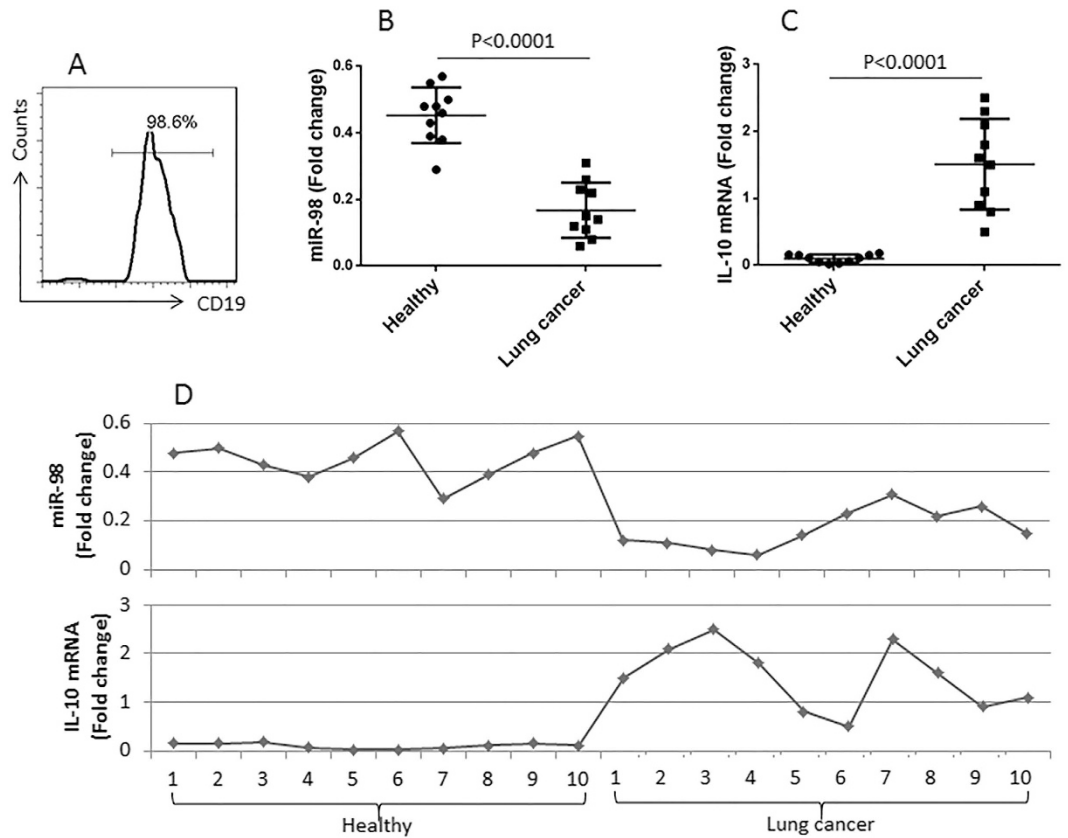 A
Counts
98.6%
CD19
B
P<0.0001
miR-98 (Fold change)
0.6
0.4
0.2
0.0
Healthy
Lung cancer
C
P<0.0001
IL-10 mRNA (Fold change)
3
2
1
0
Healthy
Lung cancer
D
miR-98
(Fold change)
0.6
0.4
0.2
0
IL-10 mRNA
(Fold change)
3
2
1
0
1 2 3 4 5 6 7 8 9 10 1 2 3 4 5 6 7 8 9 10
Healthy Lung cancer